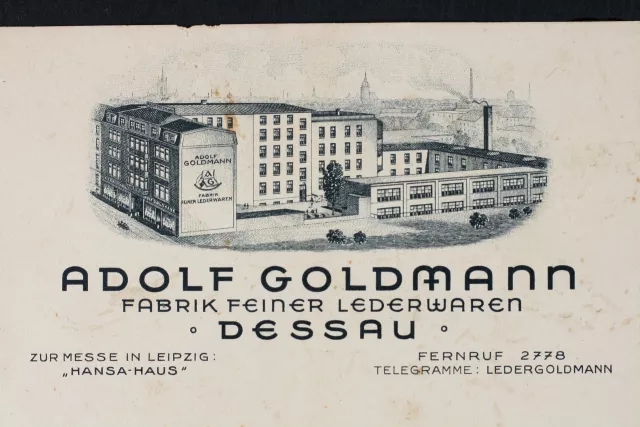 ADOLF
GOLDMANN
AG
FABRIK
FEINER LEDERWAREN
ADOLF GOLDMANN
FABRIK FEINER LEDERWAREN
◦ DESSAU ◦
ZUR MESSE IN LEIPZIG:
„HANSA-HAUS"
FERNRUF 2778
TELEGRAMME: LEDERGOLDMANN